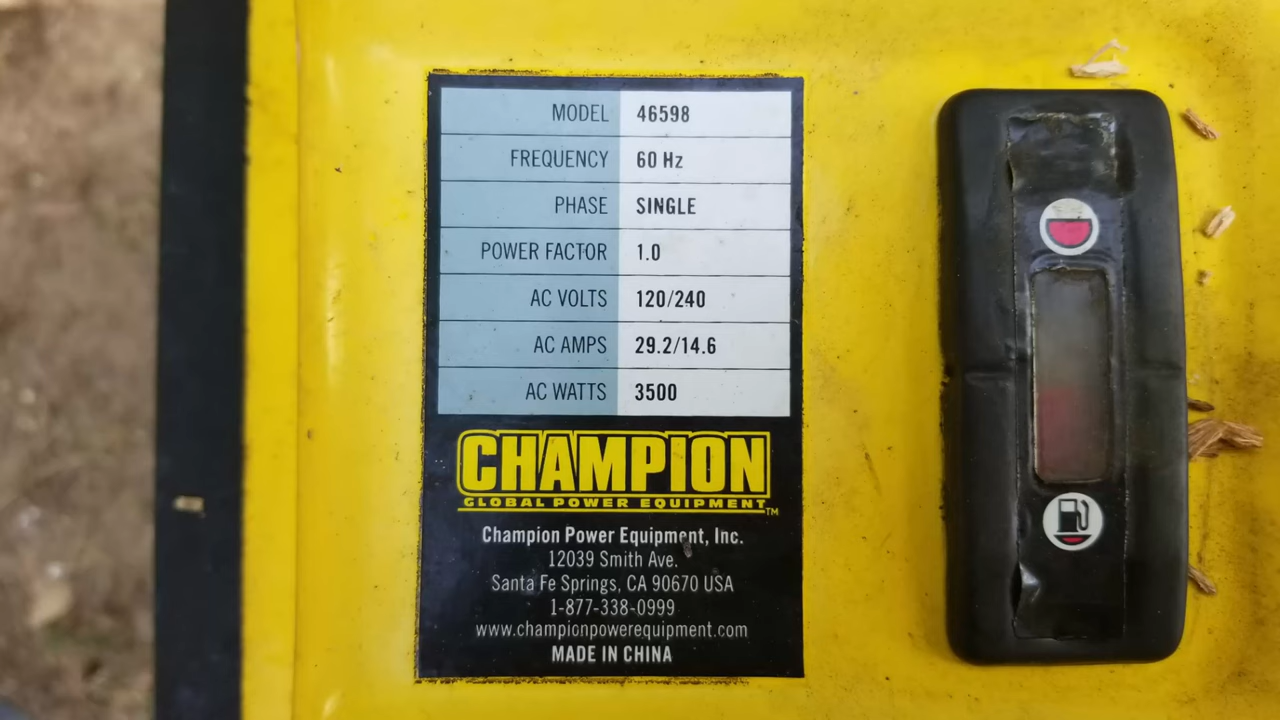 MODEL 46598
FREQUENCY 60 Hz
PHASE SINGLE
POWER FACTOR 1.0
AC VOLTS 120/240
AC AMPS 29.2/14.6
AC WATTS 3500
CHAMPION
GLOBAL POWER EQUIPMENT™
Champion Power Equipment, Inc.
12039 Smith Ave.
Santa Fe Springs, CA 90670 USA
1-877-338-0999
www.championpowerequipment.com
MADE IN CHINA